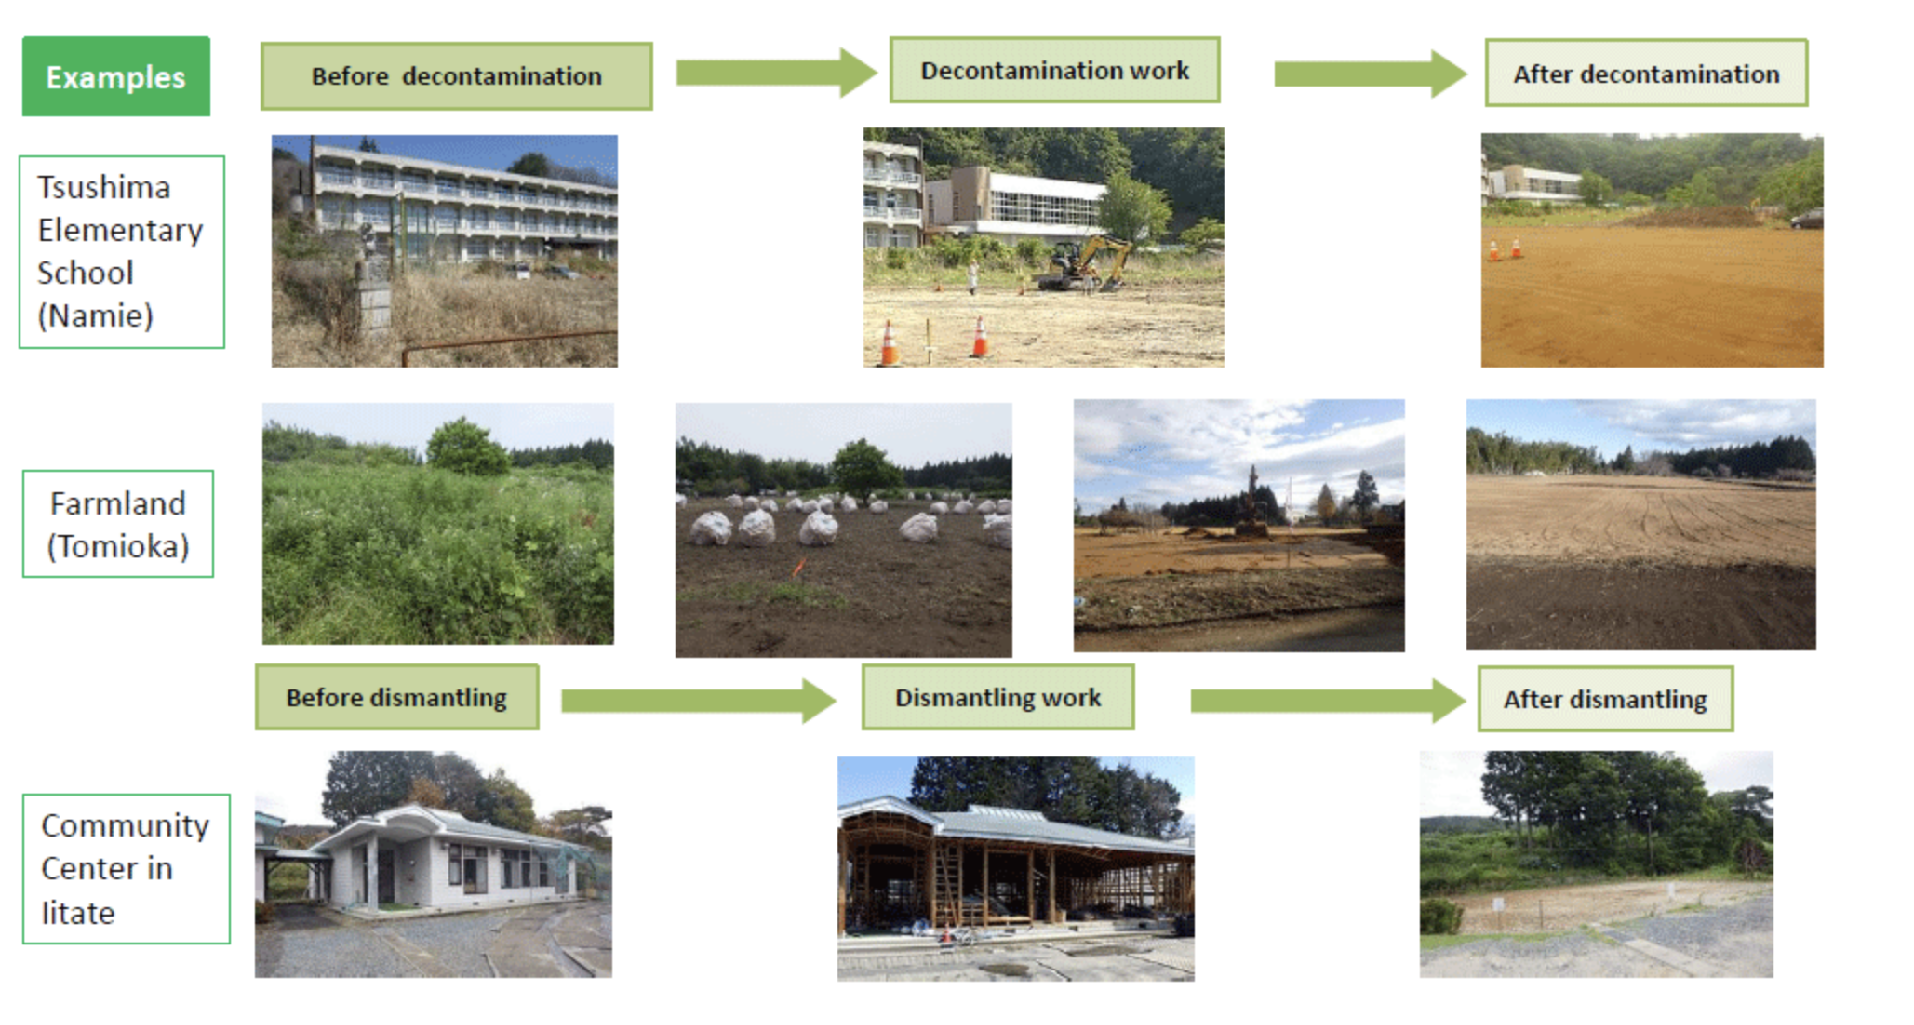 Examples
Before decontamination
Decontamination work
After decontamination
Tsushima
Elementary
School
(Namie)
Farmland
(Tomioka)
Before dismantling
Dismantling work
After dismantling
Community
Center in
Iitate